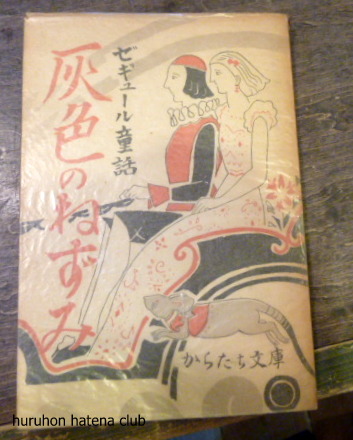 ゼギュール童話
灰色のねずみ
からたち文庫
huruhon hatena club